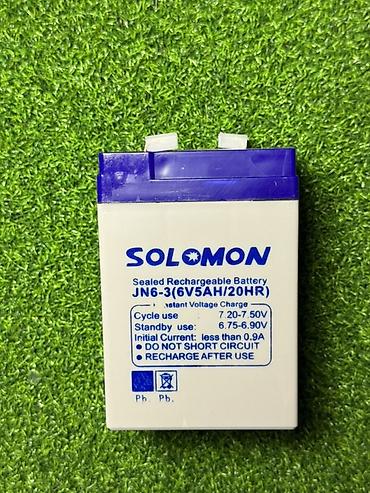 SOLOMON
Sealed Rechargeable Battery
JN6-3(6V5AH/20HR)
Voltage Charge
Cycle use 7.20-7.50V
Standby use: 6.75-6.90V
Initial Current: less than 0.9A
● DO NOT SHORT CIRCUIT
● RECHARGE AFTER USE
Pb. Pb.